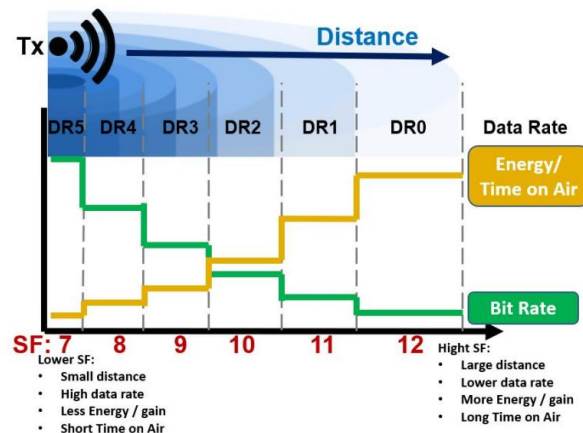 Tx
Distance
DR5 DR4 DR3 DR2 DR1 DR0 Data Rate
Energy/
Time on Air
Bit Rate
SF: 7 8 9 10 11 12
Lower SF:
• Small distance
• High data rate
• Less Energy / gain
• Short Time on Air
Hight SF:
• Large distance
• Lower data rate
• More Energy / gain
• Long Time on Air